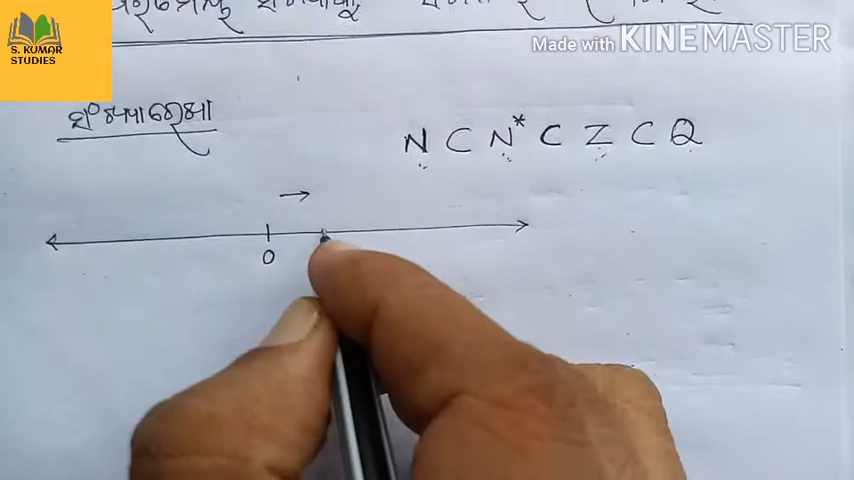 S. KUMAR
STUDIES
Made with KINEMASTER
ସଂଖ୍ୟାରେଖା
N ⊂ N* ⊂ Z ⊂ Q
0